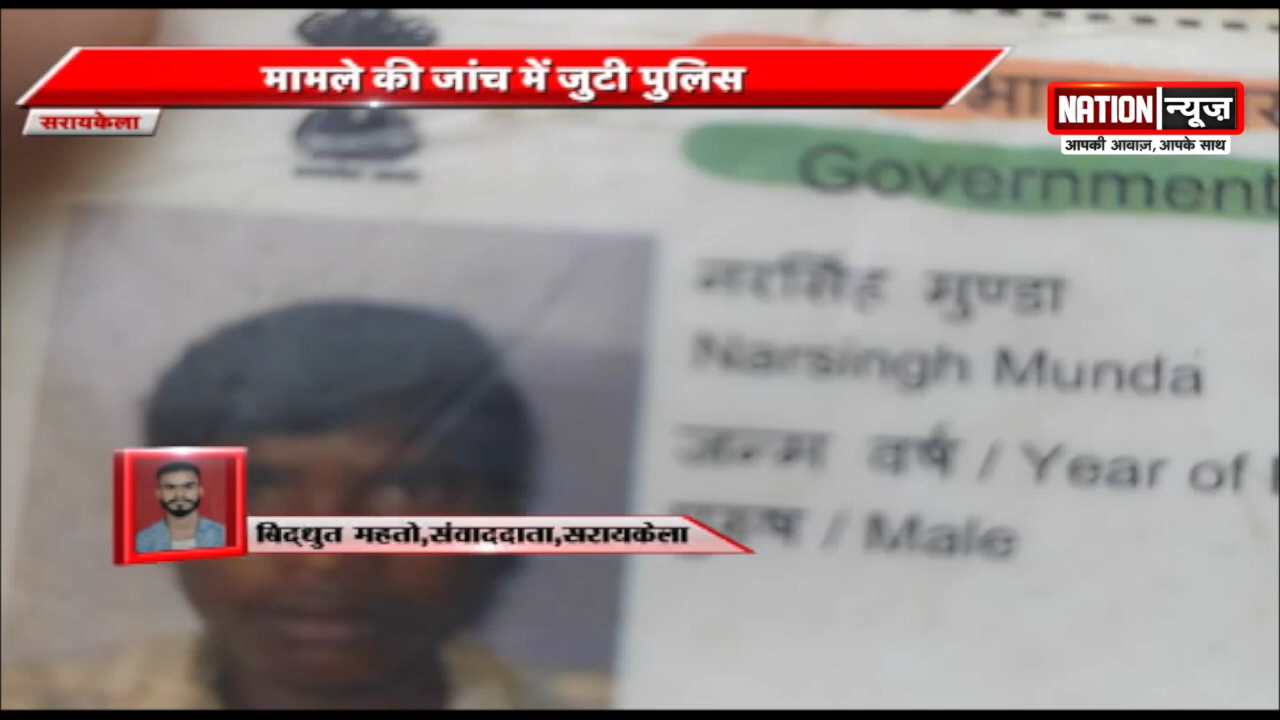 मामले की जांच में जुटी पुलिस
सरायकेला
NATION न्यूज़
आपकी आवाज़, आपके साथ
Government
नरसिंह मुण्डा
Narsingh Munda
जन्म वर्ष / Year of
/ Male
बिद्धुत महतो,संवाददाता,सरायकेला